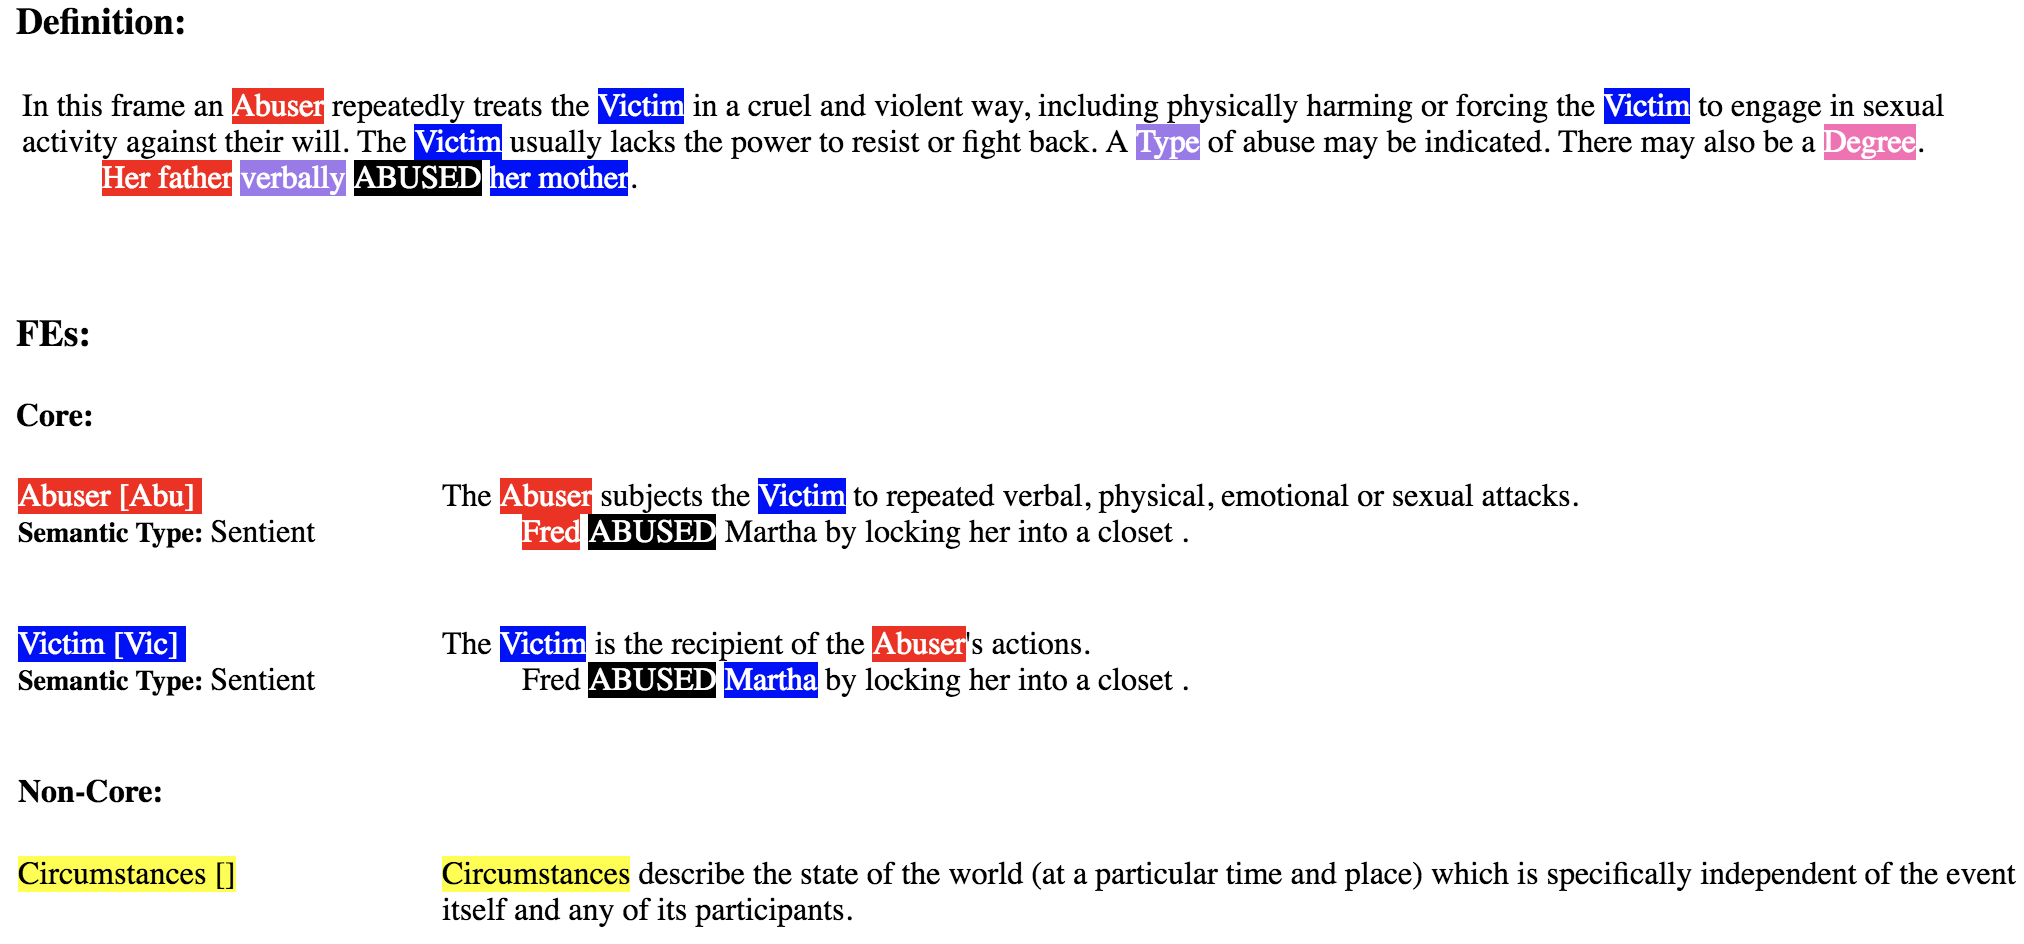 Definition:
In this frame an Abuser repeatedly treats the Victim in a cruel and violent way, including physically harming or forcing the Victim to engage in sexual
activity against their will. The Victim usually lacks the power to resist or fight back. A Type of abuse may be indicated. There may also be a Degree.
Her father verbally ABUSED her mother.
FEs:
Core:
Abuser [Abu]
Semantic Type: Sentient
The Abuser subjects the Victim to repeated verbal, physical, emotional or sexual attacks.
Fred ABUSED Martha by locking her into a closet .
Victim [Vic]
Semantic Type: Sentient
The Victim is the recipient of the Abuser's actions.
Fred ABUSED Martha by locking her into a closet .
Non-Core:
Circumstances []
Circumstances describe the state of the world (at a particular time and place) which is specifically independent of the event
itself and any of its participants.